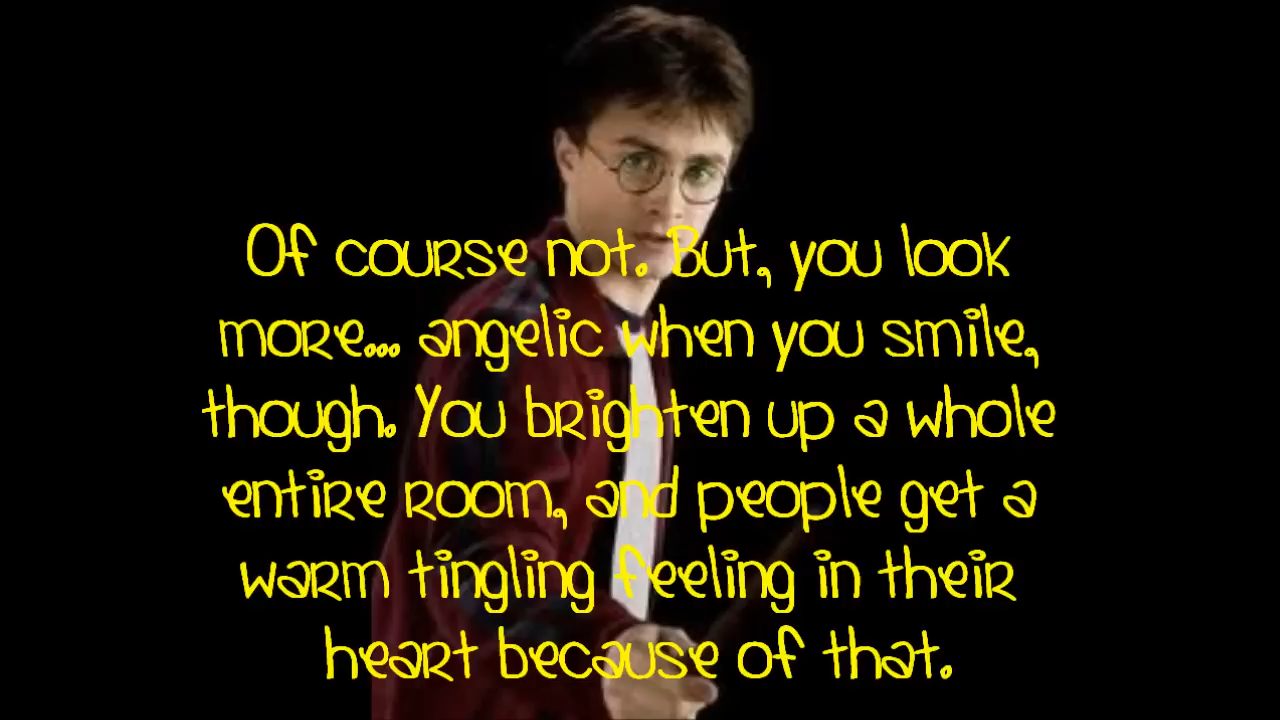 Of course not. But, you look
more... angelic when you smile,
though. You brighten up a whole
entire room, and people get a
warm tingling feeling in their
heart because of that.